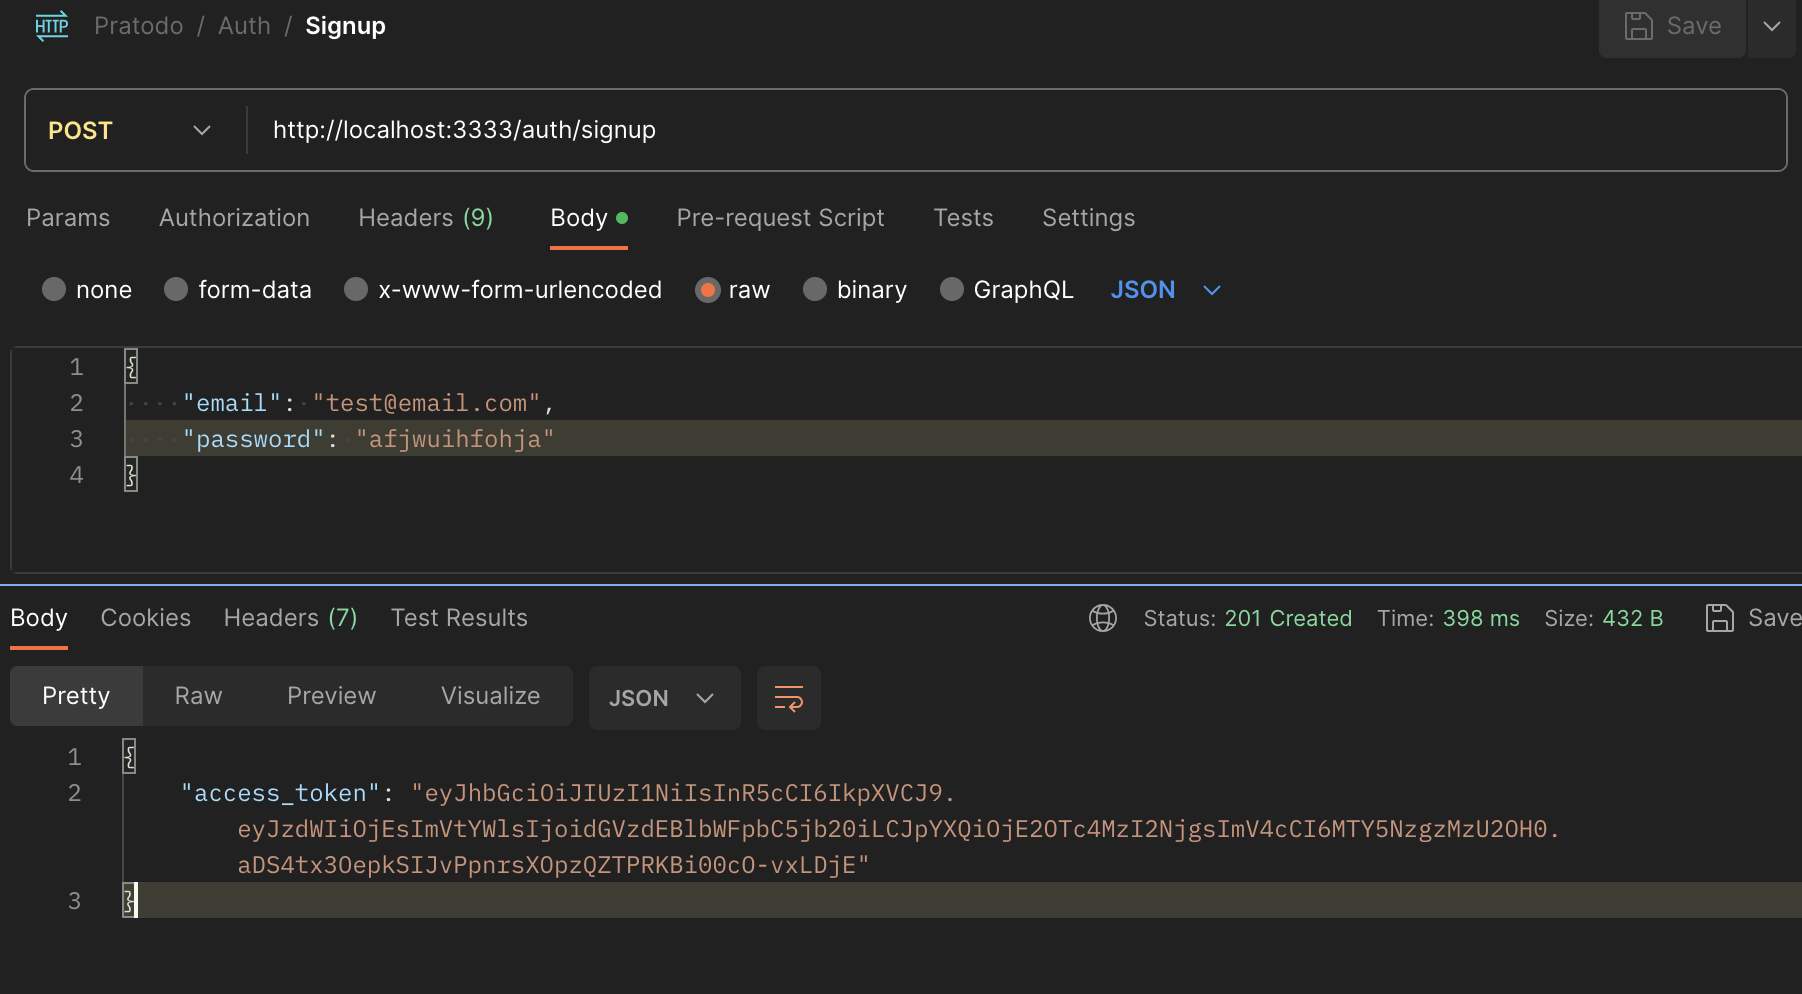 HTTP Pratodo / Auth / Signup Save
POST http://localhost:3333/auth/signup
Params Authorization Headers (9) Body Pre-request Script Tests Settings
none form-data x-www-form-urlencoded raw binary GraphQL JSON
1 {
2 "email": "test@email.com",
3 "password": "afjwuihfohja"
4 }
Body Cookies Headers (7) Test Results Status: 201 Created Time: 398 ms Size: 432 B Save
Pretty Raw Preview Visualize JSON
1 {
2 "access_token": "eyJhbGciOiJIUzI1NiIsInR5cCI6IkpXVCJ9.
eyJzdWIiOjEsImVtYWlsIjoidGVzdEBlbWFpbC5jb20iLCJpYXQiOjE2OTc4MzI2NjgsImV4cCI6MTY5NzgzMzU2OH0.
aDS4tx3OepkSIJvPpnrsXOpzQZTPRKBi00cO-vxLDjE"
3 }